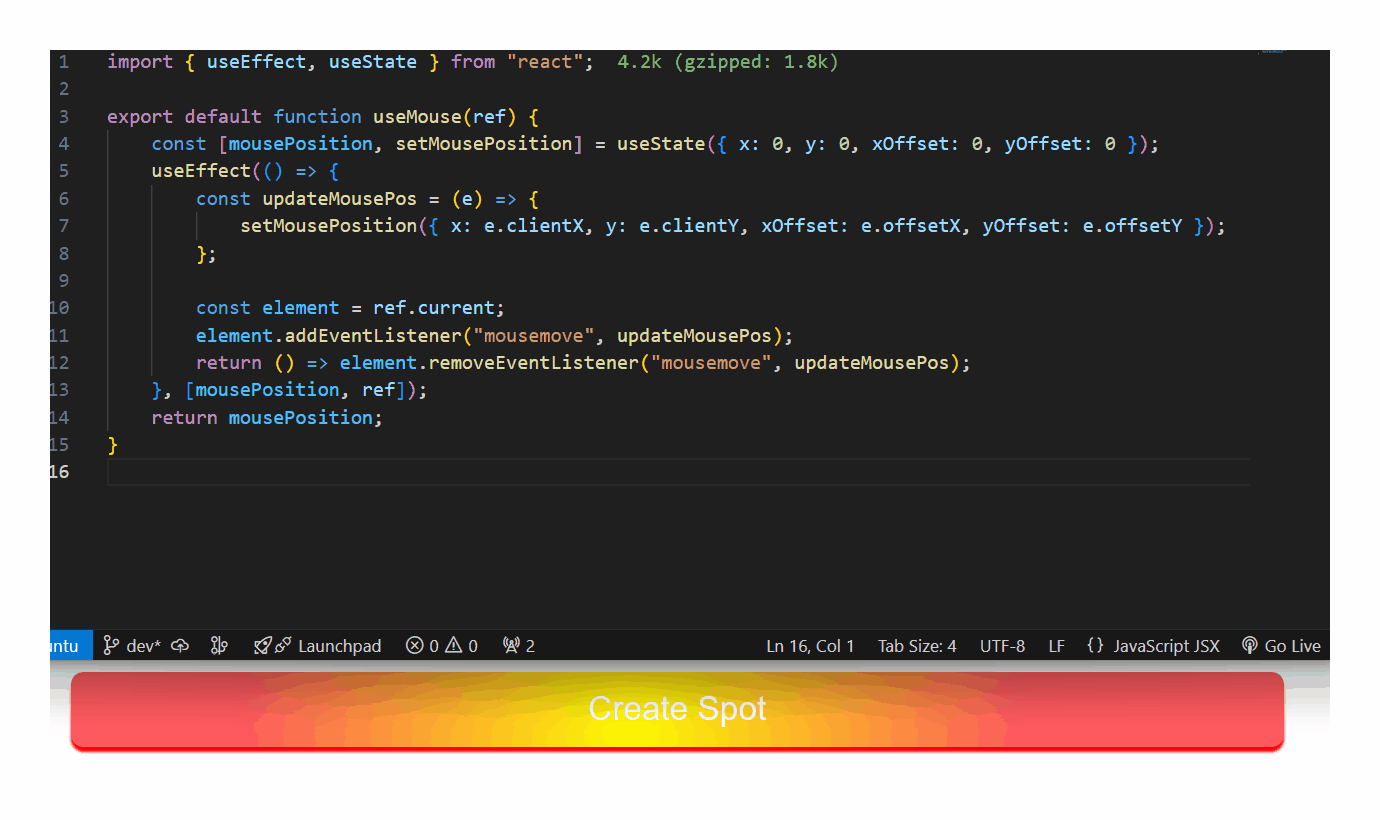 1 import { useEffect, useState } from "react"; 4.2k (gzipped: 1.8k)
2
3 export default function useMouse(ref) {
4 const [mousePosition, setMousePosition] = useState({ x: 0, y: 0, xOffset: 0, yOffset: 0 });
5 useEffect(() => {
6 const updateMousePos = (e) => {
7 setMousePosition({ x: e.clientX, y: e.clientY, xOffset: e.offsetX, yOffset: e.offsetY });
8 };
9
10 const element = ref.current;
11 element.addEventListener("mousemove", updateMousePos);
12 return () => element.removeEventListener("mousemove", updateMousePos);
13 }, [mousePosition, ref]);
14 return mousePosition;
15 }
16
untu dev* Launchpad 0 0 2 Ln 16, Col 1 Tab Size: 4 UTF-8 LF {} JavaScript JSX Go Live
Create Spot